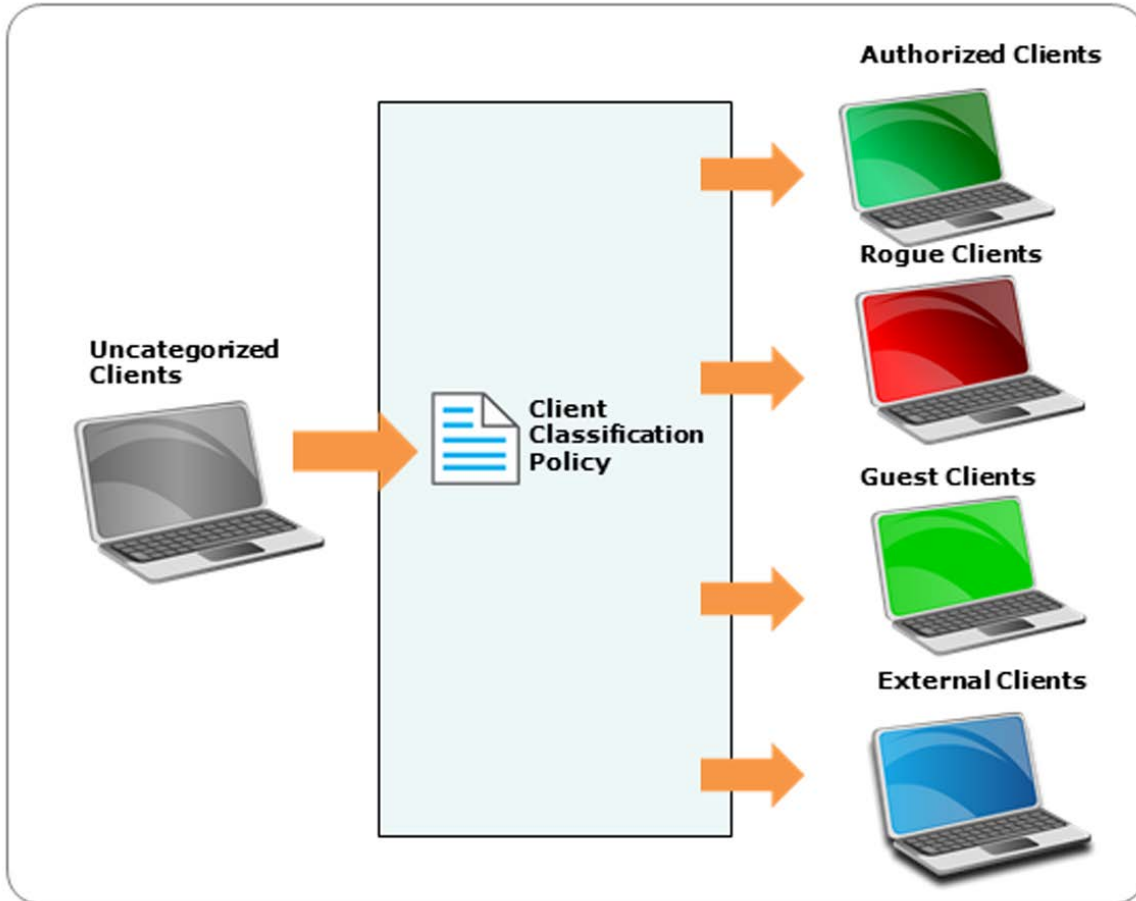 Uncategorized
Clients
Client
Classification
Policy
Authorized Clients
Rogue Clients
Guest Clients
External Clients